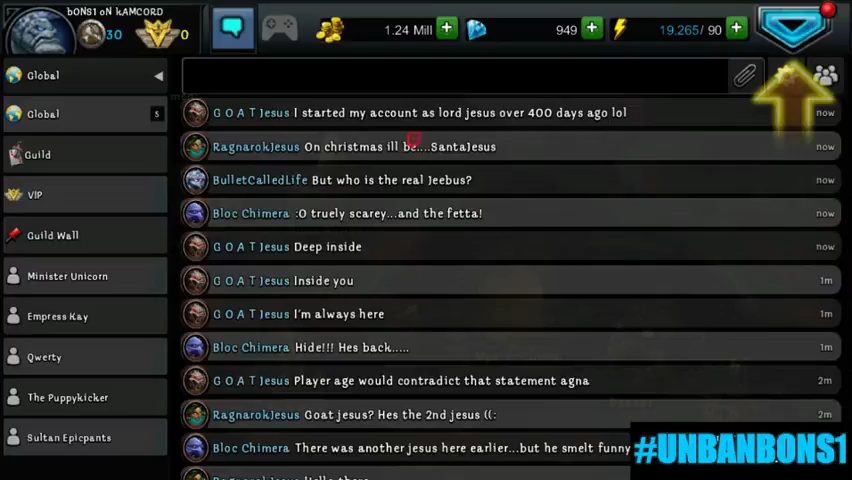 bONS1 oN kAMCORD
30
0
1.24 Mill
949
19.265/ 90
Global
Global
5
Guild
VIP
Guild Wall
Minister Unicorn
Empress Kay
Qwerty
The Puppykicker
Sultan Epicpants
G O A T Jesus I started my account as lord jesus over 400 days ago lol now
RagnarokJesus On christmas ill be....SantaJesus now
BulletCalledLife But who is the real Jeebus? now
Bloc Chimera :O truely scarey...and the fetta! now
G O A T Jesus Deep inside now
G O A T Jesus Inside you 1m
G O A T Jesus I'm always here 1m
Bloc Chimera Hide!!! Hes back..... 1m
G O A T Jesus Player age would contradict that statement agna 2m
RagnarokJesus Goat jesus? Hes the 2nd jesus ((: 2m
Bloc Chimera There was another jesus here earlier...but he smelt funny
RagnarokJesus Hello there
#UNBANBONS1